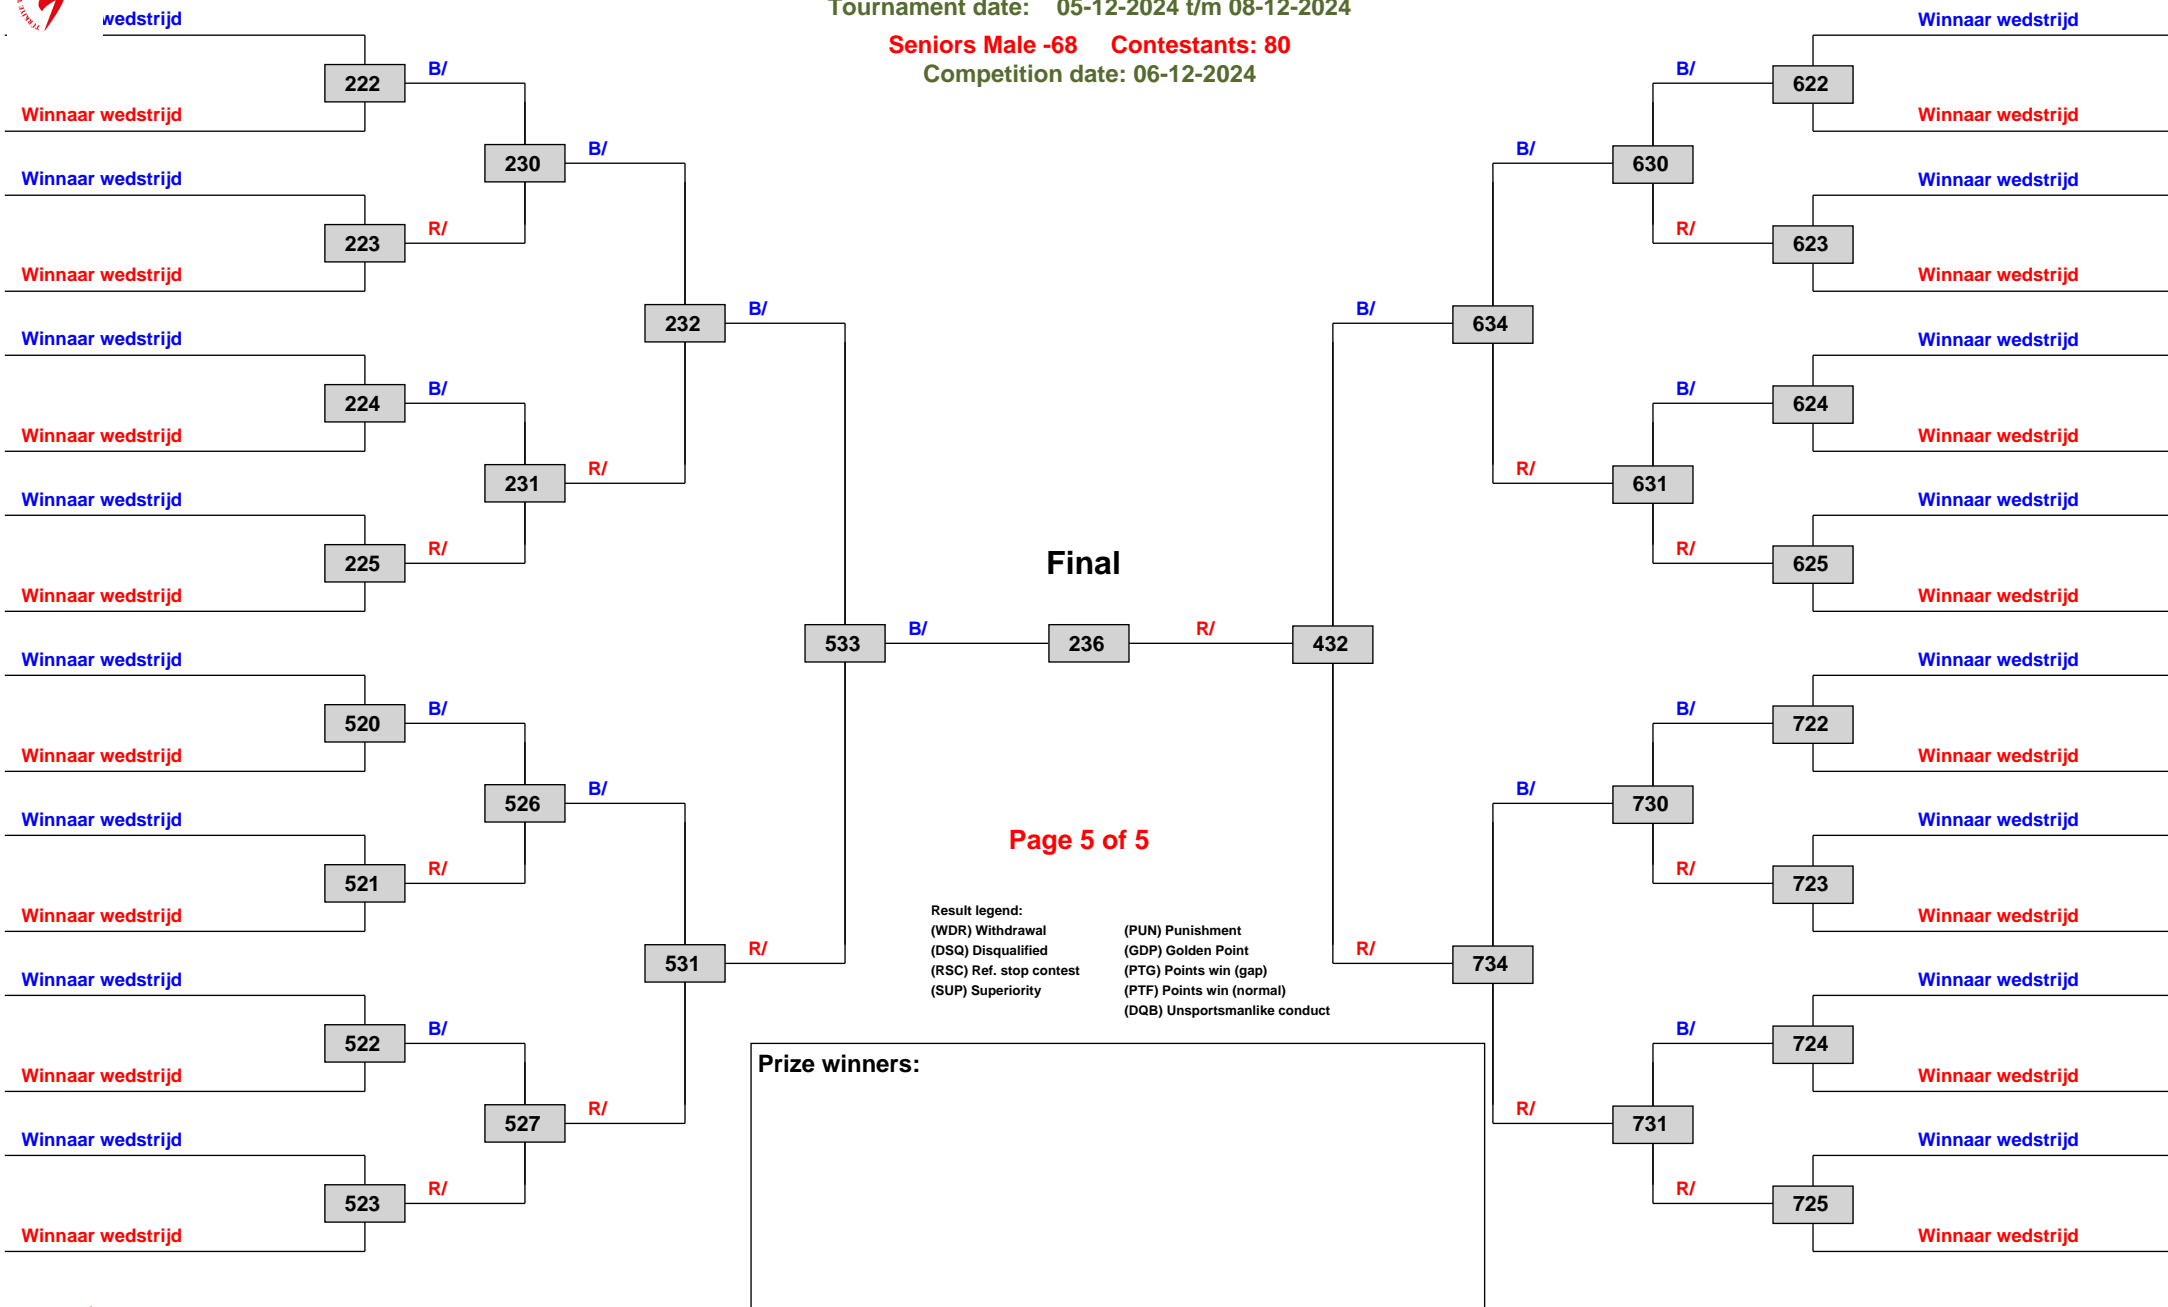 Tournament date: 05-12-2024 t/m 08-12-2024
Seniors Male -68 Contestants: 80
Competition date: 06-12-2024
wedstrijd
222
B/
Winnaar wedstrijd
230
B/
Winnaar wedstrijd
223
R/
Winnaar wedstrijd
232
B/
Winnaar wedstrijd
224
B/
Winnaar wedstrijd
231
R/
Winnaar wedstrijd
225
R/
Winnaar wedstrijd
533
B/
Winnaar wedstrijd
520
B/
Winnaar wedstrijd
526
B/
Winnaar wedstrijd
521
R/
Winnaar wedstrijd
531
R/
Winnaar wedstrijd
522
B/
Winnaar wedstrijd
527
R/
Winnaar wedstrijd
523
R/
Winnaar wedstrijd
Final
236
Page 5 of 5
Result legend:
(WDR) Withdrawal (PUN) Punishment
(DSQ) Disqualified (GDP) Golden Point
(RSC) Ref. stop contest (PTG) Points win (gap)
(SUP) Superiority (PTF) Points win (normal)
(DQB) Unsportsmanlike conduct
Prize winners:
Winnaar wedstrijd
B/
622
Winnaar wedstrijd
B/
630
Winnaar wedstrijd
R/
623
Winnaar wedstrijd
B/
634
Winnaar wedstrijd
B/
624
Winnaar wedstrijd
R/
631
Winnaar wedstrijd
R/
625
Winnaar wedstrijd
R/
432
Winnaar wedstrijd
B/
722
Winnaar wedstrijd
B/
730
Winnaar wedstrijd
R/
723
Winnaar wedstrijd
R/
734
Winnaar wedstrijd
B/
724
Winnaar wedstrijd
R/
731
Winnaar wedstrijd
R/
725
Winnaar wedstrijd